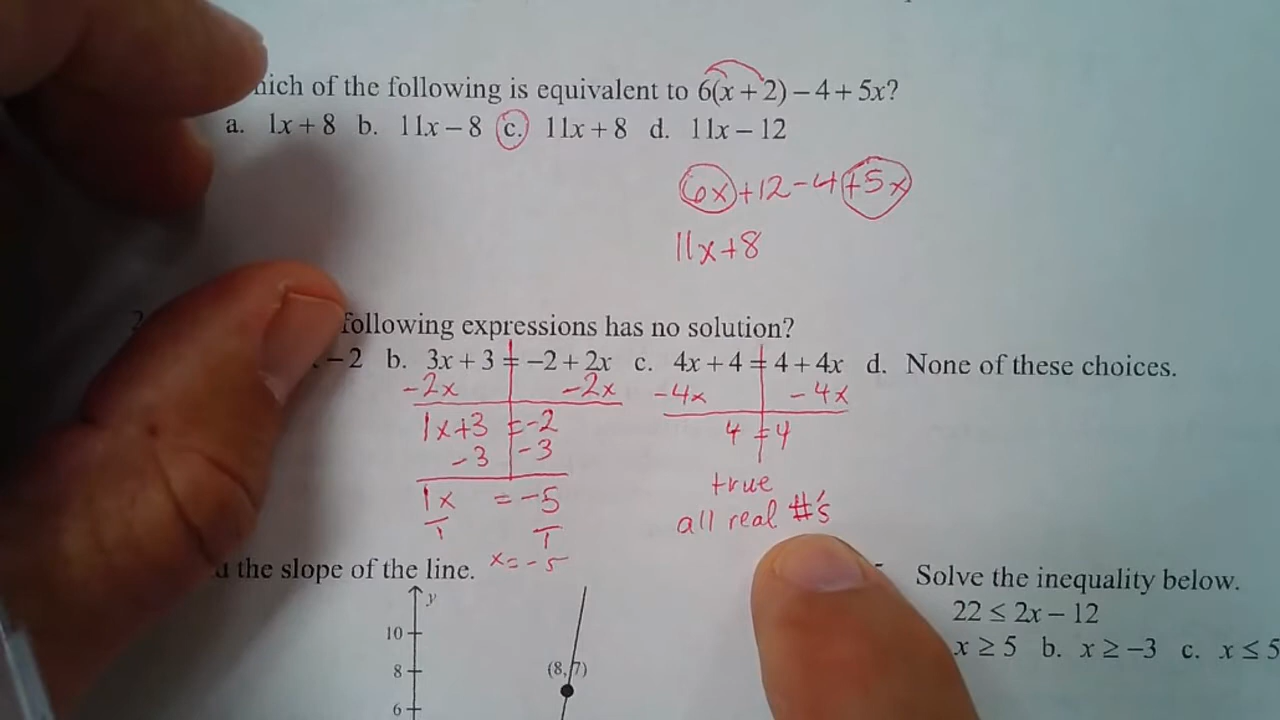 of the following is equivalent to 6(x + 2) – 4 + 5x?
a. 1x + 8 b. 11x – 8 c. 11x + 8 d. 11x – 12
6x +12 -4 +5x
11x+8
following expressions has no solution?
–2 b. 3x + 3 = –2 + 2x c. 4x + 4 = 4 + 4x d. None of these choices.
-2x -2x -4x -4x
1x+3 =-2 4 = 4
-3 -3
1x = -5 true
1 1 all real #'s
x=-5
the slope of the line.
Solve the inequality below.
y
22 ≤ 2x – 12
10
x ≥ 5 b. x ≥ –3 c. x ≤ 5
8 (8, 7)
6